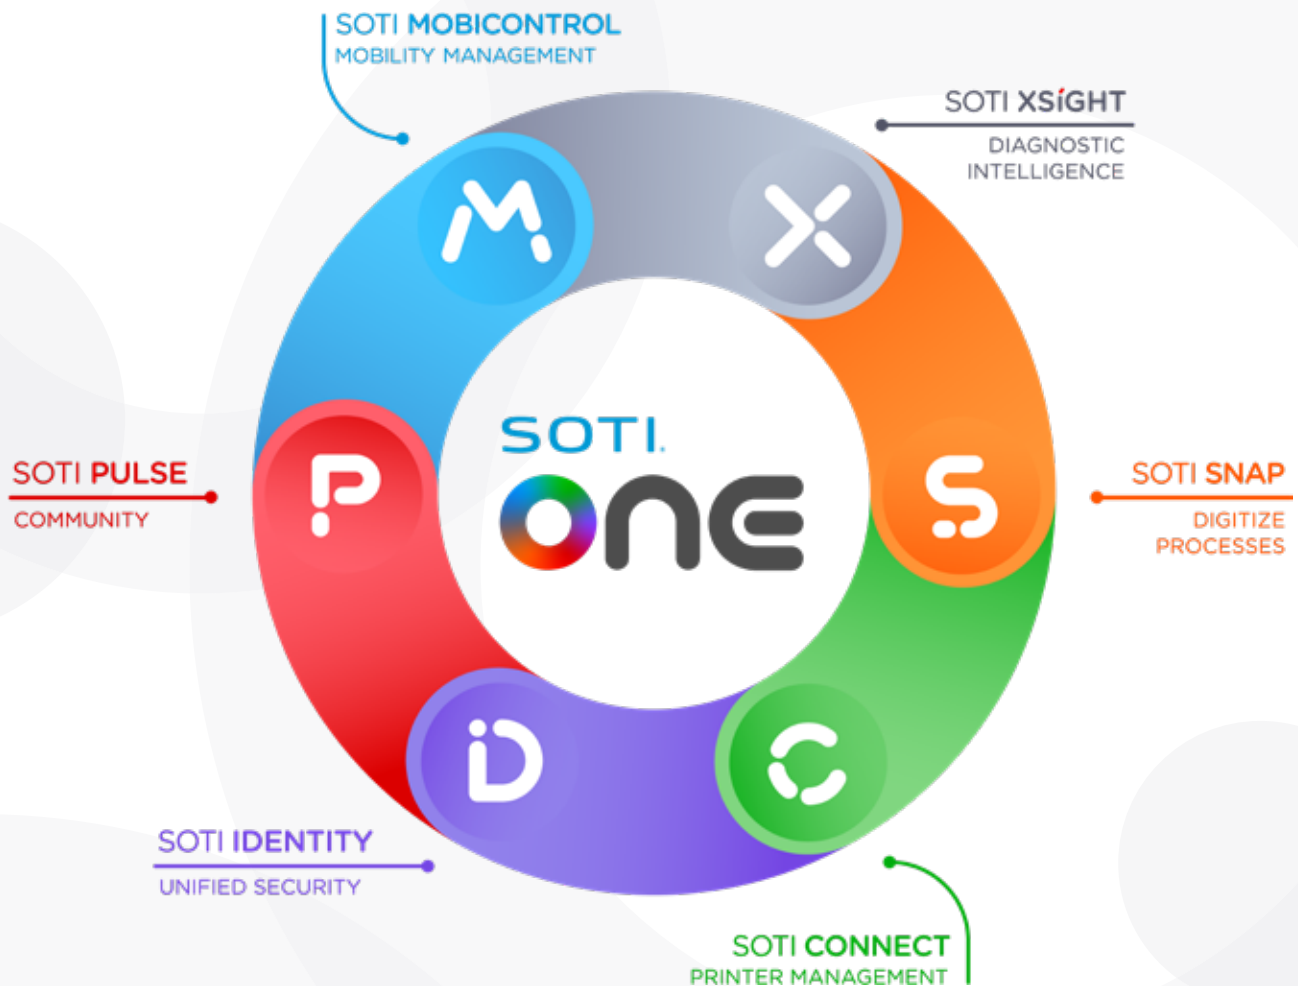 SOTI MOBICONTROL
MOBILITY MANAGEMENT
SOTI XSiGHT
DIAGNOSTIC
INTELLIGENCE
M
X
SOTI.
ONE
SOTI PULSE
COMMUNITY
P
S
SOTI SNAP
DIGITIZE
PROCESSES
iD
C
SOTI IDENTITY
UNIFIED SECURITY
SOTI CONNECT
PRINTER MANAGEMENT